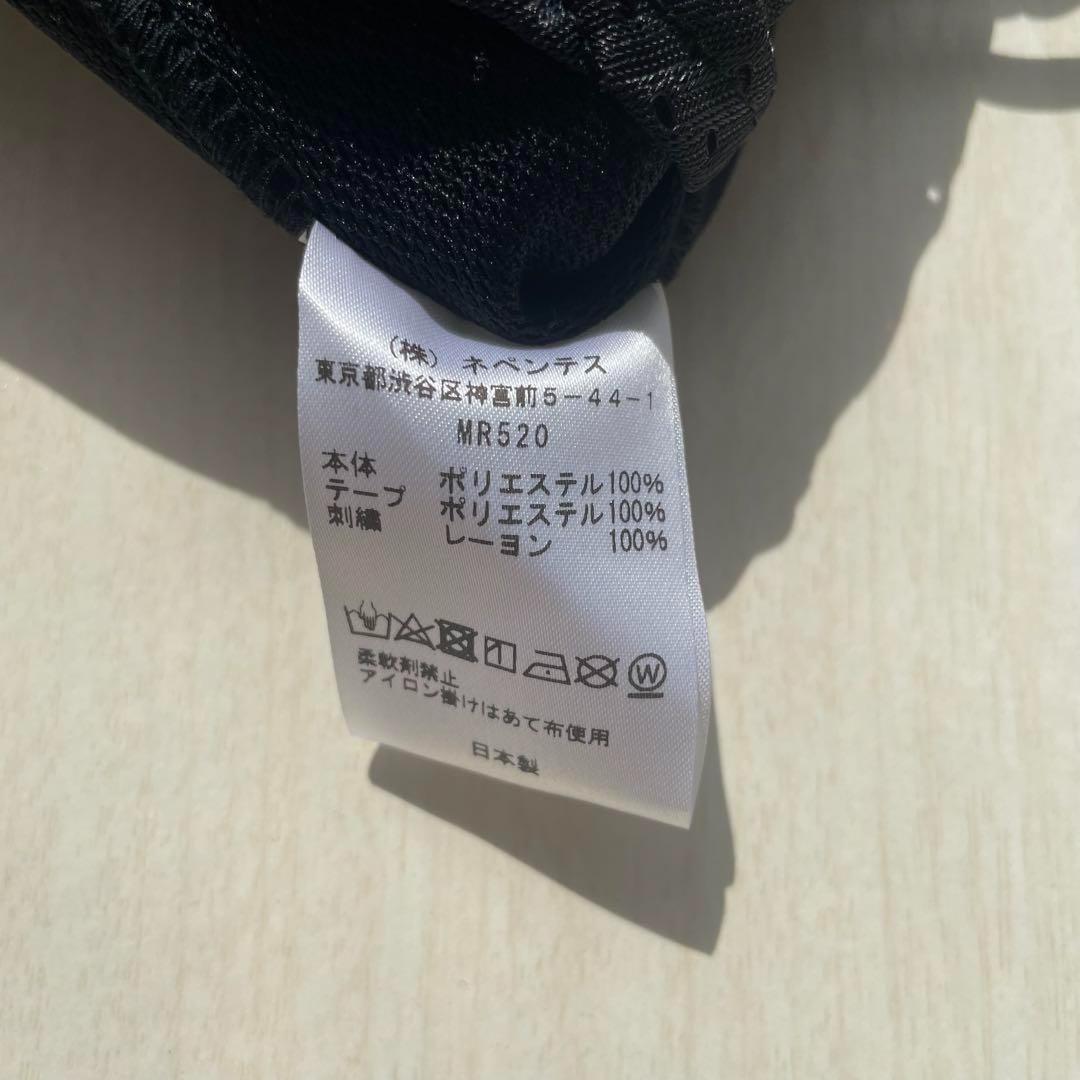 (株) ネペンテス
東京都渋谷区神宮前5-44-1
MR520
本体 ポリエステル100%
テープ ポリエステル100%
刺繍 レーヨン 100%
W
柔軟剤禁止
アイロン掛けはあて布使用
日本製